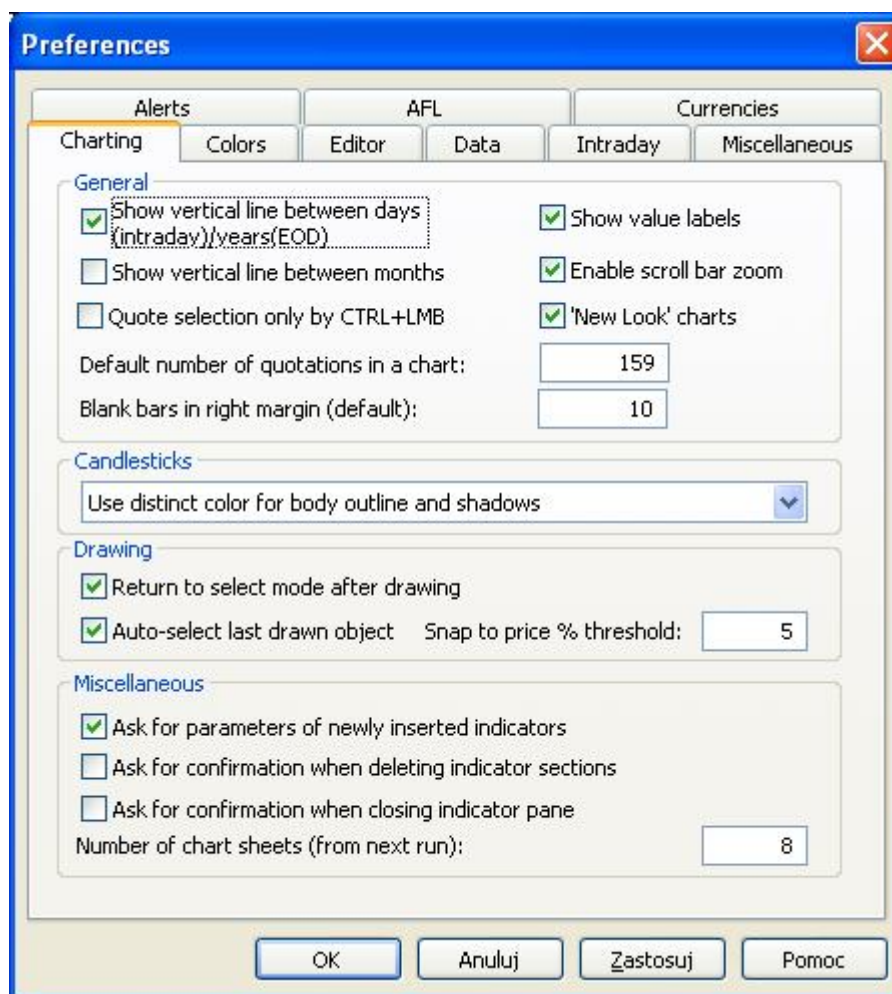 Preferences
Alerts
AFL
Currencies
Charting
Colors
Editor
Data
Intraday
Miscellaneous
General
Show vertical line between days
(intraday)/years(EOD)
Show value labels
Show vertical line between months
Enable scroll bar zoom
Quote selection only by CTRL+LMB
'New Look' charts
Default number of quotations in a chart: 159
Blank bars in right margin (default): 10
Candlesticks
Use distinct color for body outline and shadows
Drawing
Return to select mode after drawing
Auto-select last drawn object Snap to price % threshold: 5
Miscellaneous
Ask for parameters of newly inserted indicators
Ask for confirmation when deleting indicator sections
Ask for confirmation when closing indicator pane
Number of chart sheets (from next run): 8
OK
Anuluj
Zastosuj
Pomoc